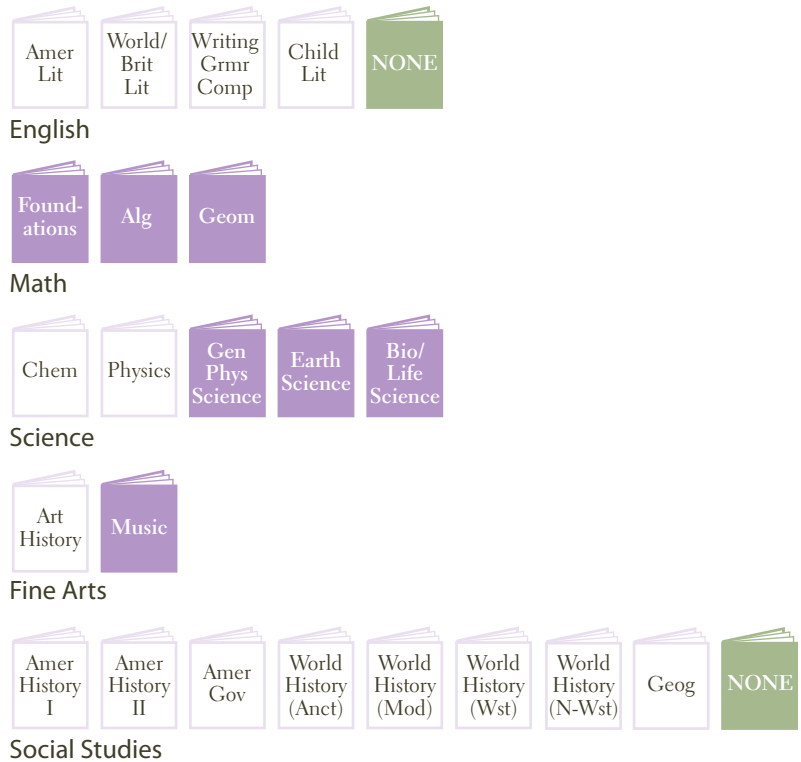 Amer
Lit
World/
Brit
Lit
Writing
Grmr
Comp
Child
Lit
NONE
English
Found-
ations
Alg
Geom
Math
Chem
Physics
Gen
Phys
Science
Earth
Science
Bio/
Life
Science
Science
Art
History
Music
Fine Arts
Amer
History
I
Amer
History
II
Amer
Gov
World
History
(Anct)
World
History
(Mod)
World
History
(Wst)
World
History
(N-Wst)
Geog
NONE
Social Studies